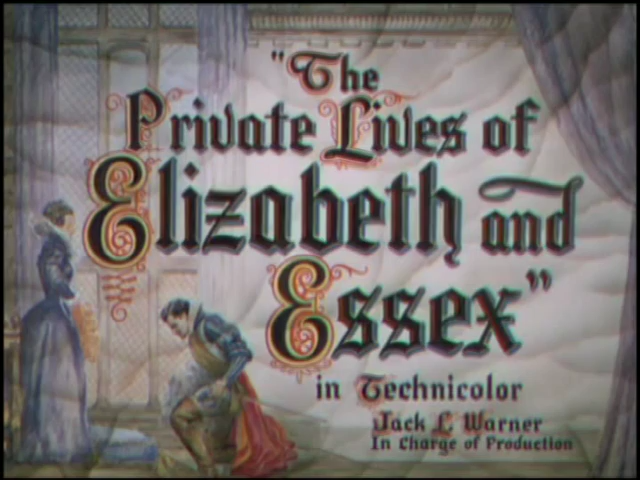 "The
Private Lives of
Elizabeth and
Essex"
in Technicolor
Jack L. Warner
In Charge of Production